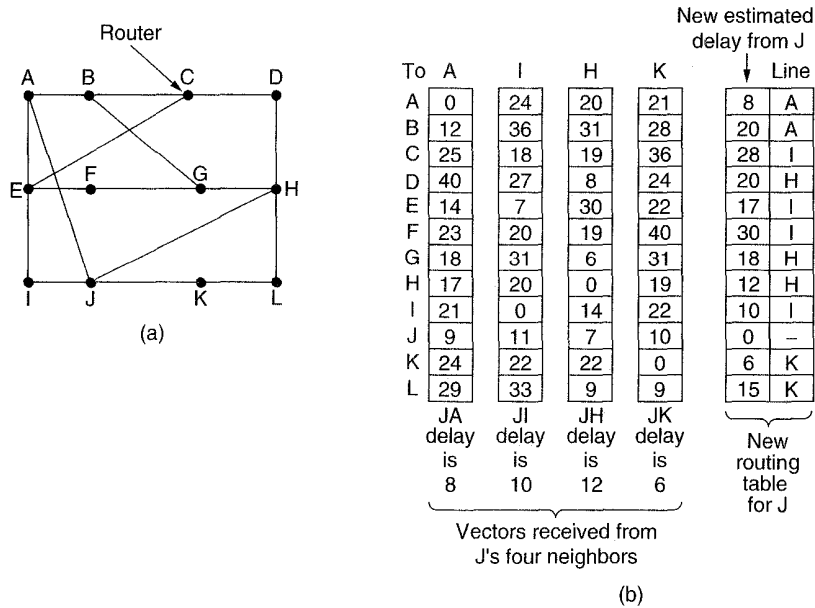 Router
A B C D
E F G H
I J K L
(a)
New estimated
delay from J
To A I H K Line
A 0 24 20 21 8 A
B 12 36 31 28 20 A
C 25 18 19 36 28 I
D 40 27 8 24 20 H
E 14 7 30 22 17 I
F 23 20 19 40 30 I
G 18 31 6 31 18 H
H 17 20 0 19 12 H
I 21 0 14 22 10 I
J 9 11 7 10 0 –
K 24 22 22 0 6 K
L 29 33 9 9 15 K
JA JI JH JK
delay delay delay delay
is is is is
8 10 12 6
New
routing
table
for J
Vectors received from
J's four neighbors
(b)